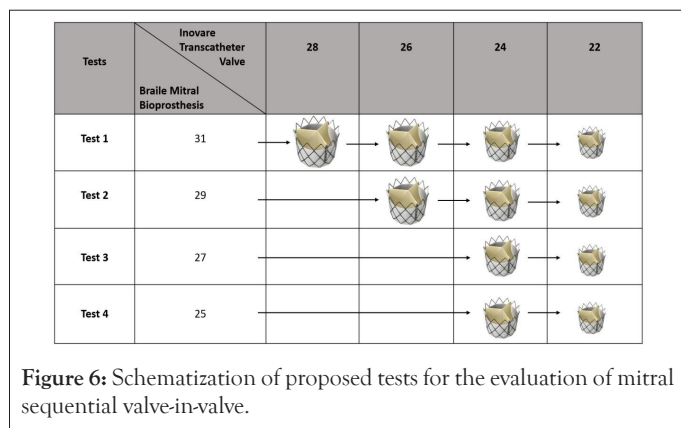 Tests
Inovare
Transcatheter
Valve
Braile Mitral
Bioprosthesis
28
26
24
22
Test 1
31
Test 2
29
Test 3
27
Test 4
25
Figure 6: Schematization of proposed tests for the evaluation of mitral
sequential valve-in-valve.